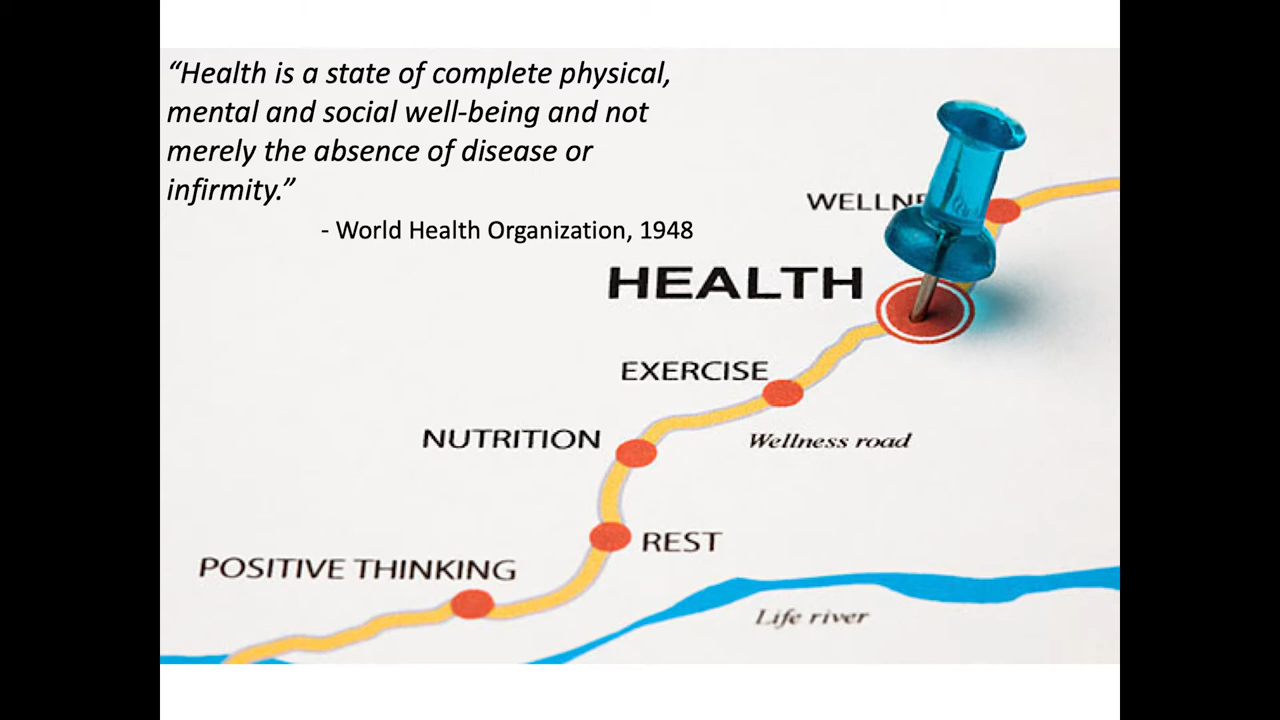 “Health is a state of complete physical,
mental and social well-being and not
merely the absence of disease or
infirmity.”
- World Health Organization, 1948
HEALTH
EXERCISE
NUTRITION
Wellness road
REST
POSITIVE THINKING
Life river